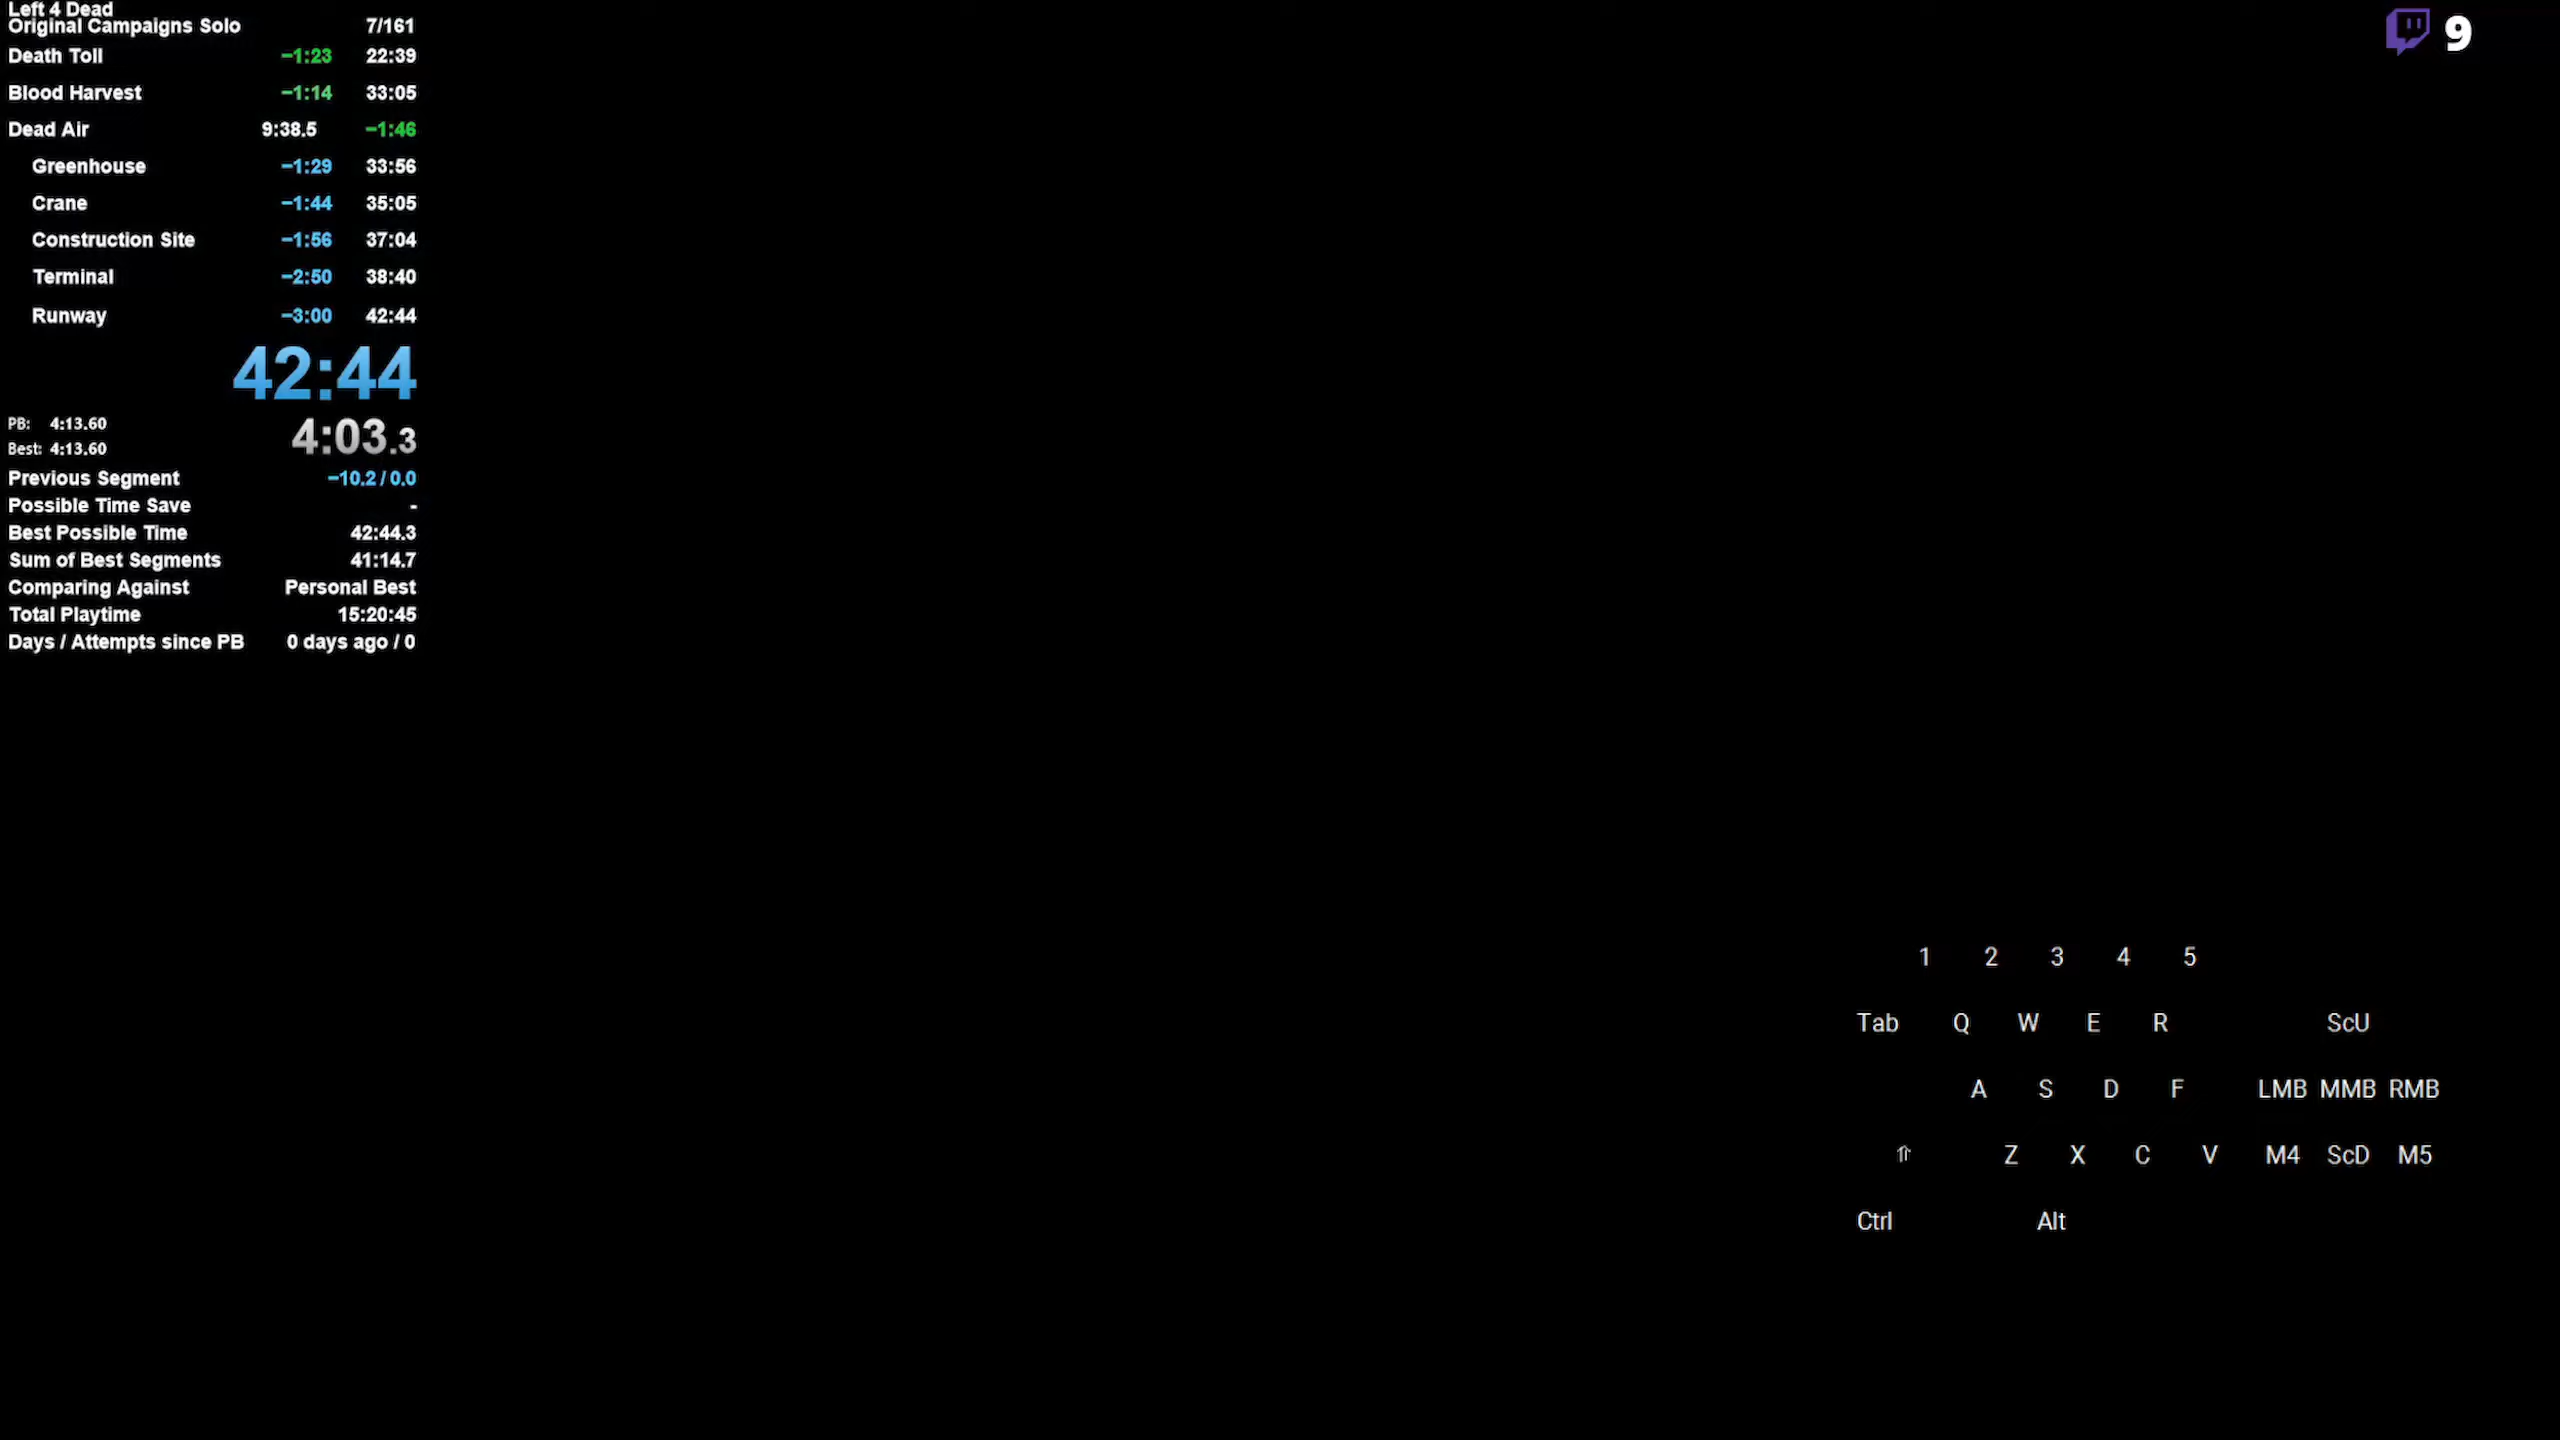 Left 4 Dead
Original Campaigns Solo 7/161
Death Toll −1:23 22:39
Blood Harvest −1:14 33:05
Dead Air 9:38.5 −1:46
Greenhouse −1:29 33:56
Crane −1:44 35:05
Construction Site −1:56 37:04
Terminal −2:50 38:40
Runway −3:00 42:44
42:44
PB: 4:13.60
Best: 4:13.60
4:03.3
Previous Segment −10.2 / 0.0
Possible Time Save -
Best Possible Time 42:44.3
Sum of Best Segments 41:14.7
Comparing Against Personal Best
Total Playtime 15:20:45
Days / Attempts since PB 0 days ago / 0
9
1 2 3 4 5
Tab Q W E R ScU
A S D F LMB MMB RMB
⇑ Z X C V M4 ScD M5
Ctrl Alt